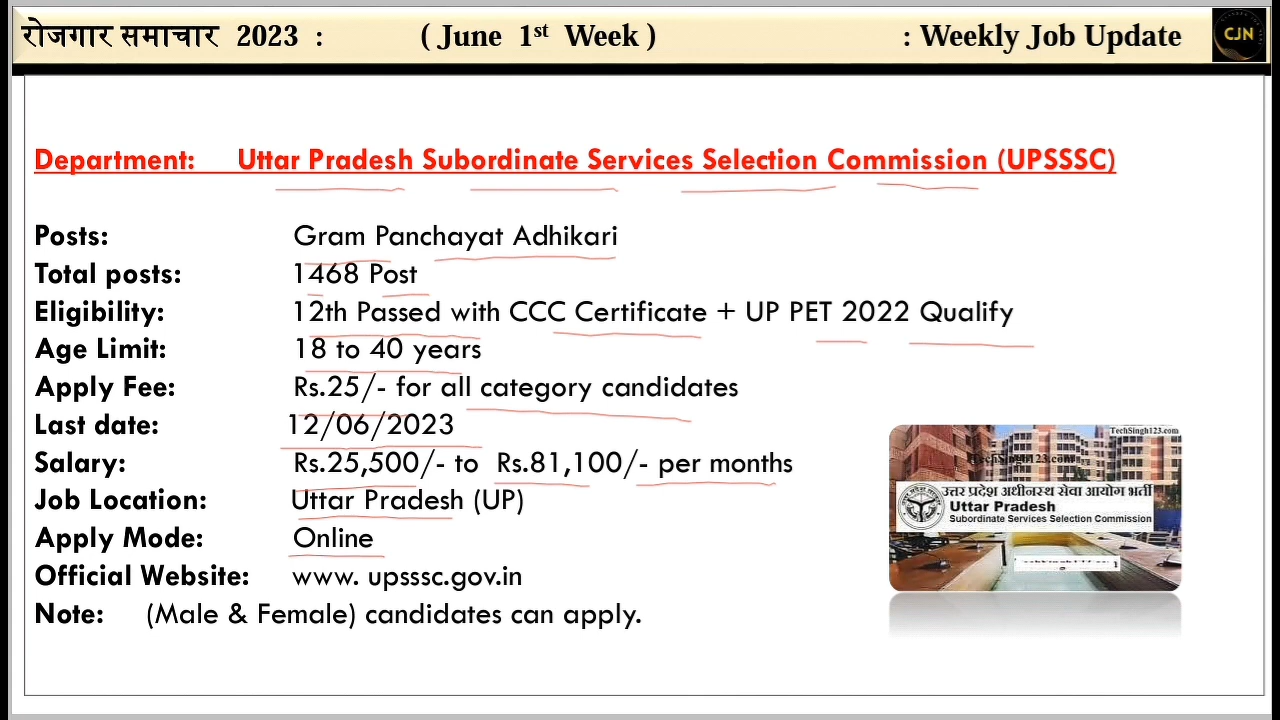 रोजगार समाचार 2023 : ( June 1st Week ) : Weekly Job Update
CJN
Department: Uttar Pradesh Subordinate Services Selection Commission (UPSSSC)
Posts: Gram Panchayat Adhikari
Total posts: 1468 Post
Eligibility: 12th Passed with CCC Certificate + UP PET 2022 Qualify
Age Limit: 18 to 40 years
Apply Fee: Rs.25/- for all category candidates
Last date: 12/06/2023
Salary: Rs.25,500/- to Rs.81,100/- per months
Job Location: Uttar Pradesh (UP)
Apply Mode: Online
Official Website: www. upsssc.gov.in
Note: (Male & Female) candidates can apply.
TechSingh123.com
TechSingh123.com
उत्तर प्रदेश अधीनस्थ सेवा आयोग भर्ती
Uttar Pradesh
Subordinate Services Selection Commission